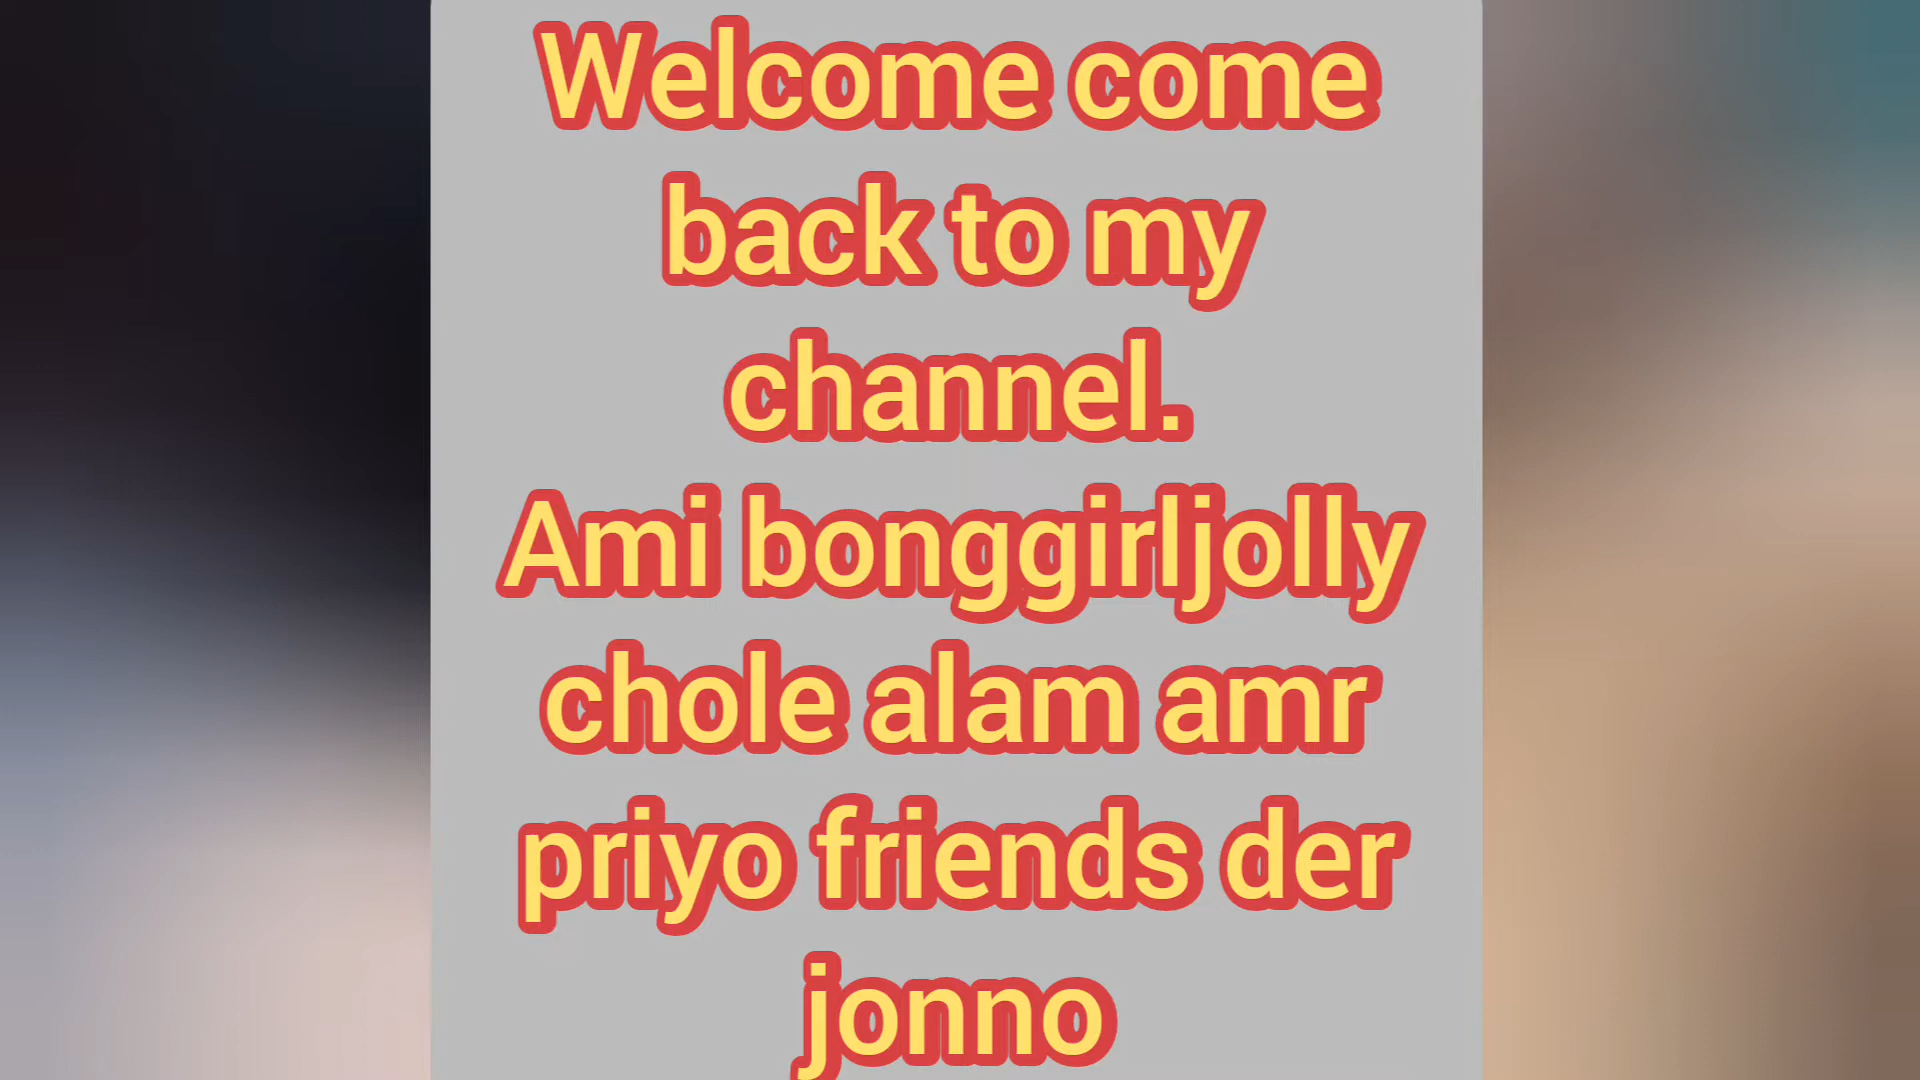 Welcome come
back to my
channel.
Ami bonggirljolly
chole alam amr
priyo friends der
jonno